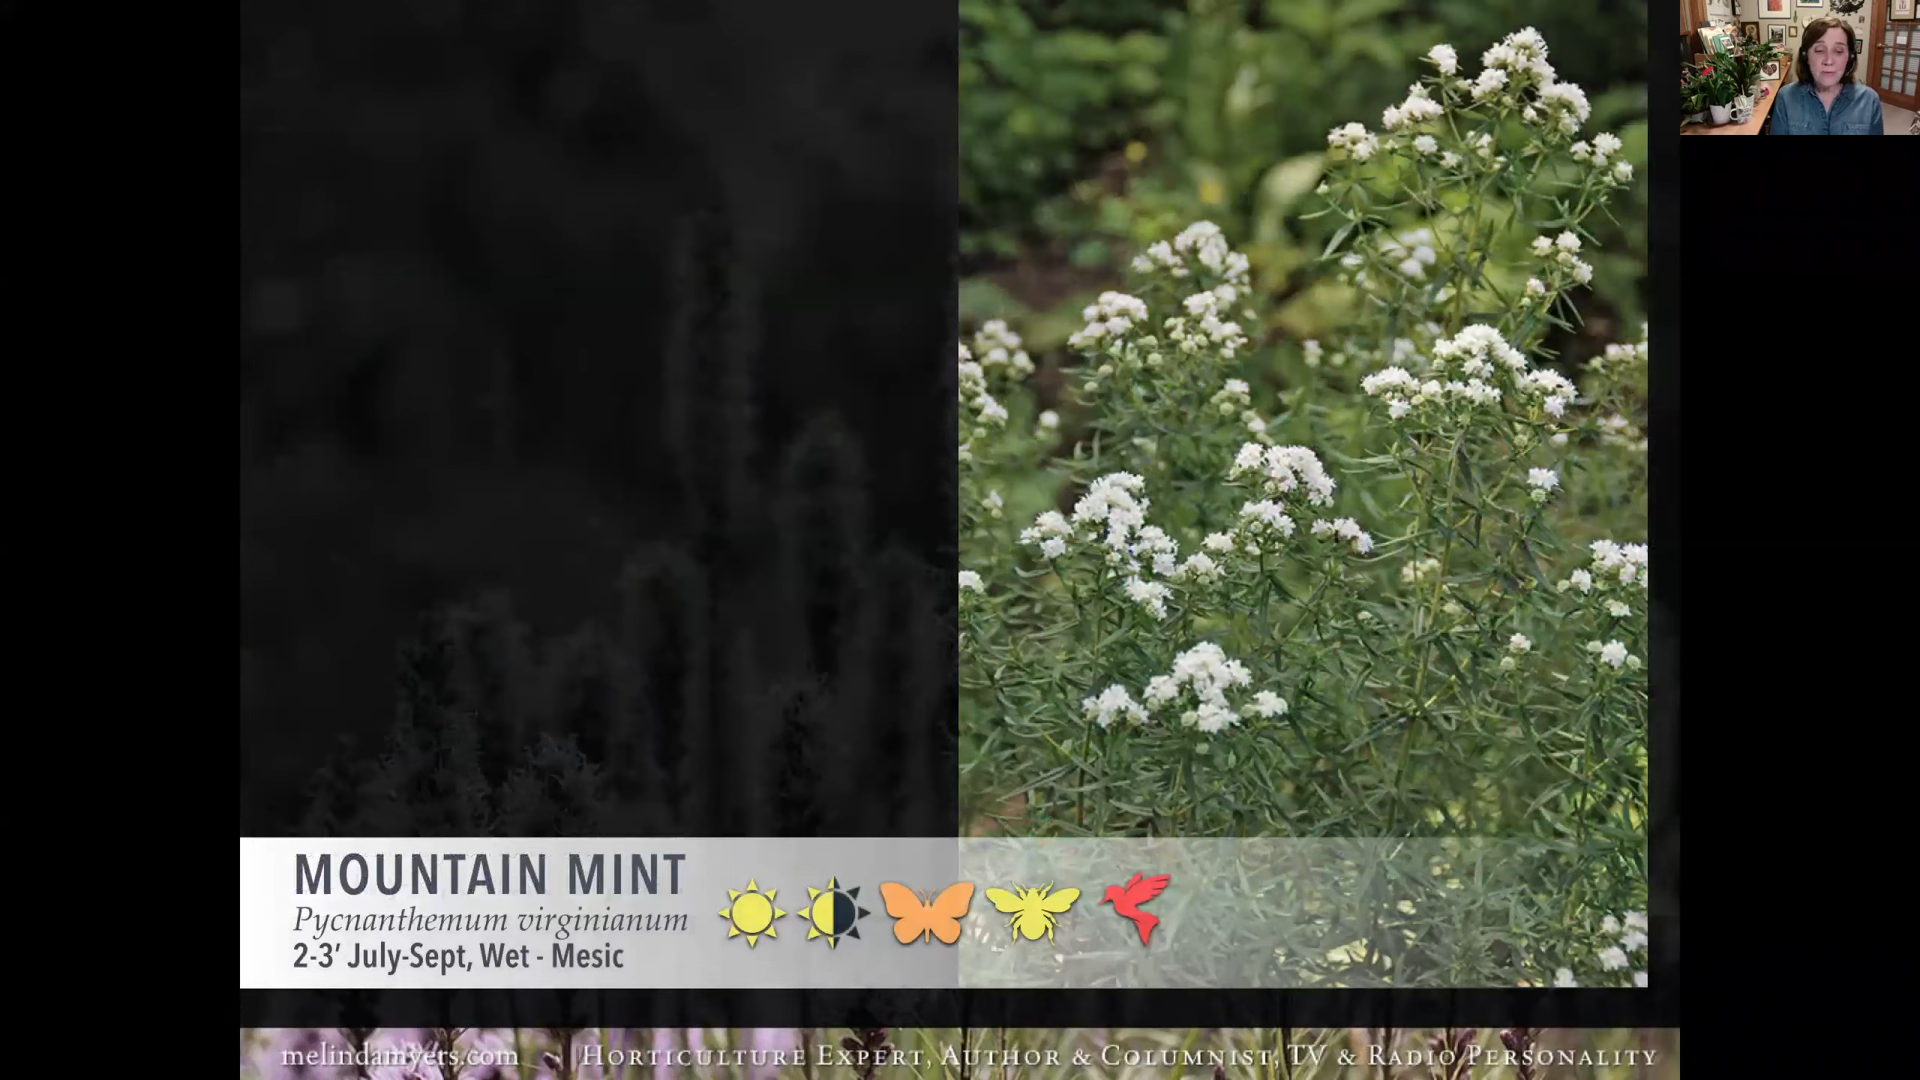 MOUNTAIN MINT
Pycnanthemum virginianum
2-3' July-Sept, Wet - Mesic
melindamyers.com
HORTICULTURE EXPERT, AUTHOR & COLUMNIST, TV & RADIO PERSONALITY